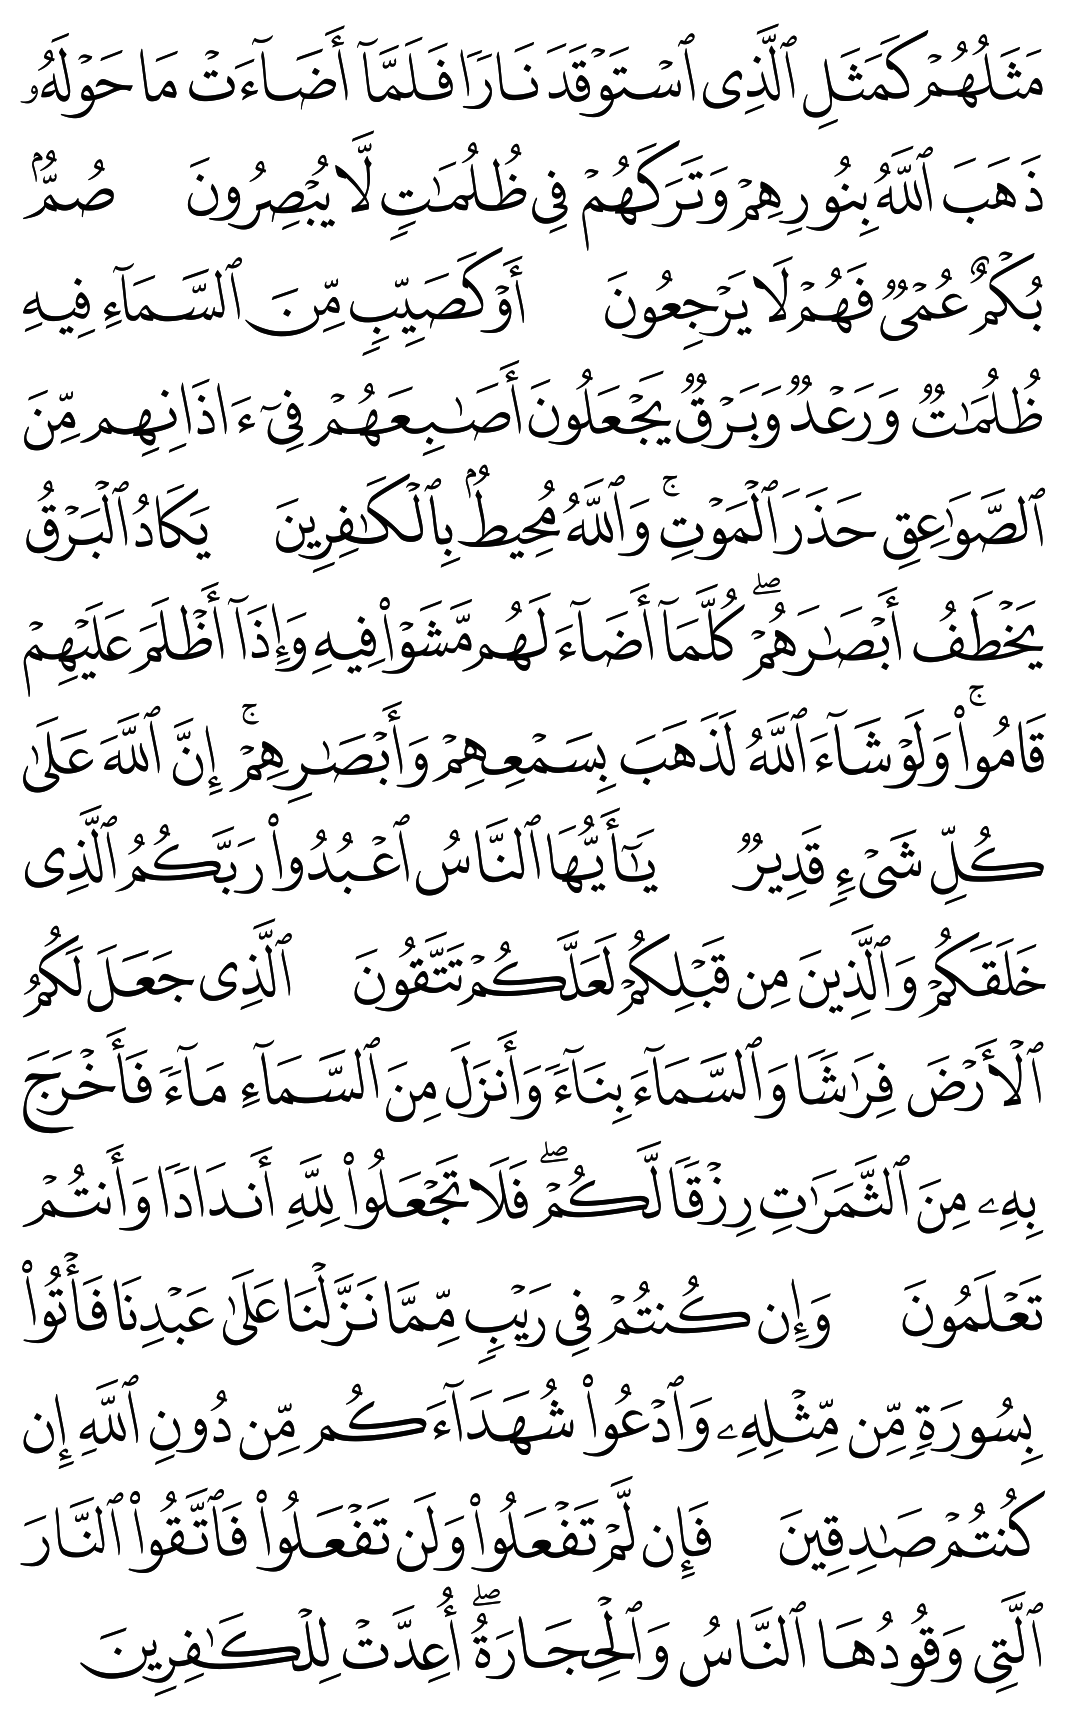 مَثَلُهُمۡ كَمَثَلِ ٱلَّذِى ٱسۡتَوۡقَدَ نَارٗا فَلَمَّآ أَضَآءَتۡ مَا حَوۡلَهُۥ
ذَهَبَ ٱللَّهُ بِنُورِهِمۡ وَتَرَكَهُمۡ فِى ظُلُمَٰتٖ لَّا يُبۡصِرُونَ صُمُّۢ
بُكۡمٌ عُمۡىٞ فَهُمۡ لَا يَرۡجِعُونَ أَوۡ كَصَيِّبٖ مِّنَ ٱلسَّمَآءِ فِيهِ
ظُلُمَٰتٞ وَرَعۡدٞ وَبَرۡقٞ يَجۡعَلُونَ أَصَٰبِعَهُمۡ فِىٓ ءَاذَانِهِم مِّنَ
ٱلصَّوَٰعِقِ حَذَرَ ٱلۡمَوۡتِۚ وَٱللَّهُ مُحِيطُۢ بِٱلۡكَٰفِرِينَ يَكَادُ ٱلۡبَرۡقُ
يَخۡطَفُ أَبۡصَٰرَهُمۡۖ كُلَّمَآ أَضَآءَ لَهُم مَّشَوۡاْ فِيهِ وَإِذَآ أَظۡلَمَ عَلَيۡهِمۡ
قَامُواْۚ وَلَوۡ شَآءَ ٱللَّهُ لَذَهَبَ بِسَمۡعِهِمۡ وَأَبۡصَٰرِهِمۡۚ إِنَّ ٱللَّهَ عَلَىٰ
كُلِّ شَىۡءٖ قَدِيرٞ يَٰٓأَيُّهَا ٱلنَّاسُ ٱعۡبُدُواْ رَبَّكُمُ ٱلَّذِى
خَلَقَكُمۡ وَٱلَّذِينَ مِن قَبۡلِكُمۡ لَعَلَّكُمۡ تَتَّقُونَ ٱلَّذِى جَعَلَ لَكُمُ
ٱلۡأَرۡضَ فِرَٰشٗا وَٱلسَّمَآءَ بِنَآءٗ وَأَنزَلَ مِنَ ٱلسَّمَآءِ مَآءٗ فَأَخۡرَجَ
بِهِۦ مِنَ ٱلثَّمَرَٰتِ رِزۡقٗا لَّكُمۡۖ فَلَا تَجۡعَلُواْ لِلَّهِ أَندَادٗا وَأَنتُمۡ
تَعۡلَمُونَ وَإِن كُنتُمۡ فِى رَيۡبٖ مِّمَّا نَزَّلۡنَا عَلَىٰ عَبۡدِنَا فَأۡتُواْ
بِسُورَةٖ مِّن مِّثۡلِهِۦ وَٱدۡعُواْ شُهَدَآءَكُم مِّن دُونِ ٱللَّهِ إِن
كُنتُمۡ صَٰدِقِينَ فَإِن لَّمۡ تَفۡعَلُواْ وَلَن تَفۡعَلُواْ فَٱتَّقُواْ ٱلنَّارَ
ٱلَّتِى وَقُودُهَا ٱلنَّاسُ وَٱلۡحِجَارَةُۖ أُعِدَّتۡ لِلۡكَٰفِرِينَ